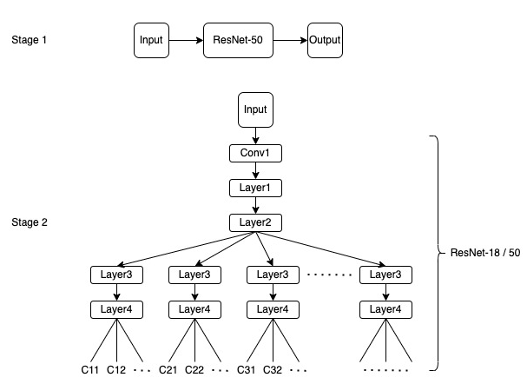 Stage 1
Input
ResNet-50
Output
Input
Conv1
Layer1
Stage 2
Layer2
ResNet-18 / 50
Layer3 Layer3 Layer3 ....... Layer3
Layer4 Layer4 Layer4 Layer4
C11 C12 ... C21 C22 ... C31 C32 ... .......